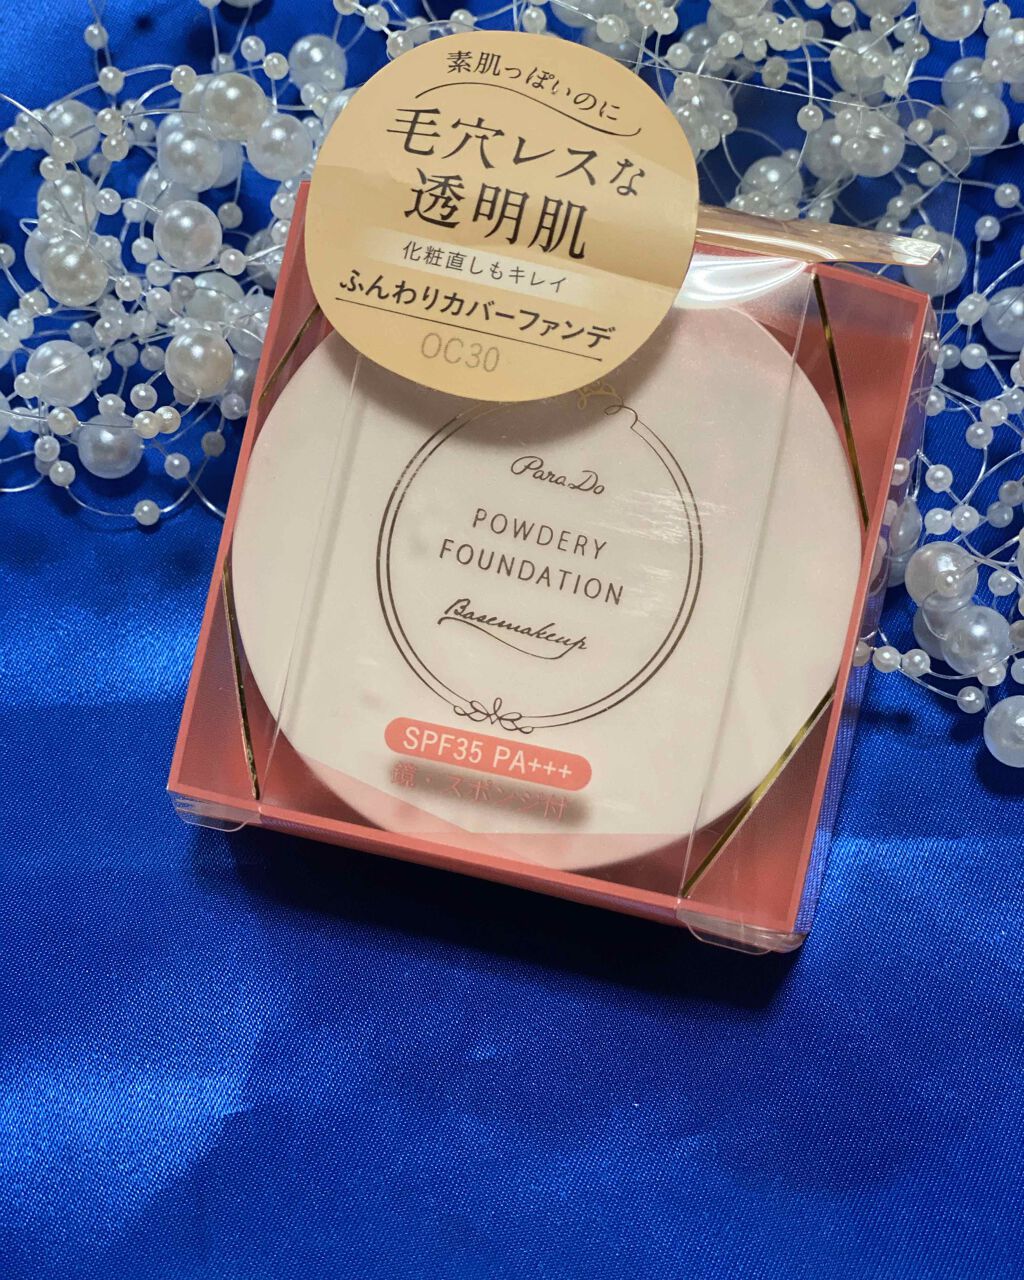 素肌っぽいのに
毛穴レスな
透明肌
化粧直しもキレイ
ふんわりカバーファンデ
OC30
ParaDo
POWDERY
FOUNDATION
Basemakeup
SPF35 PA+++
鏡・スポンジ付